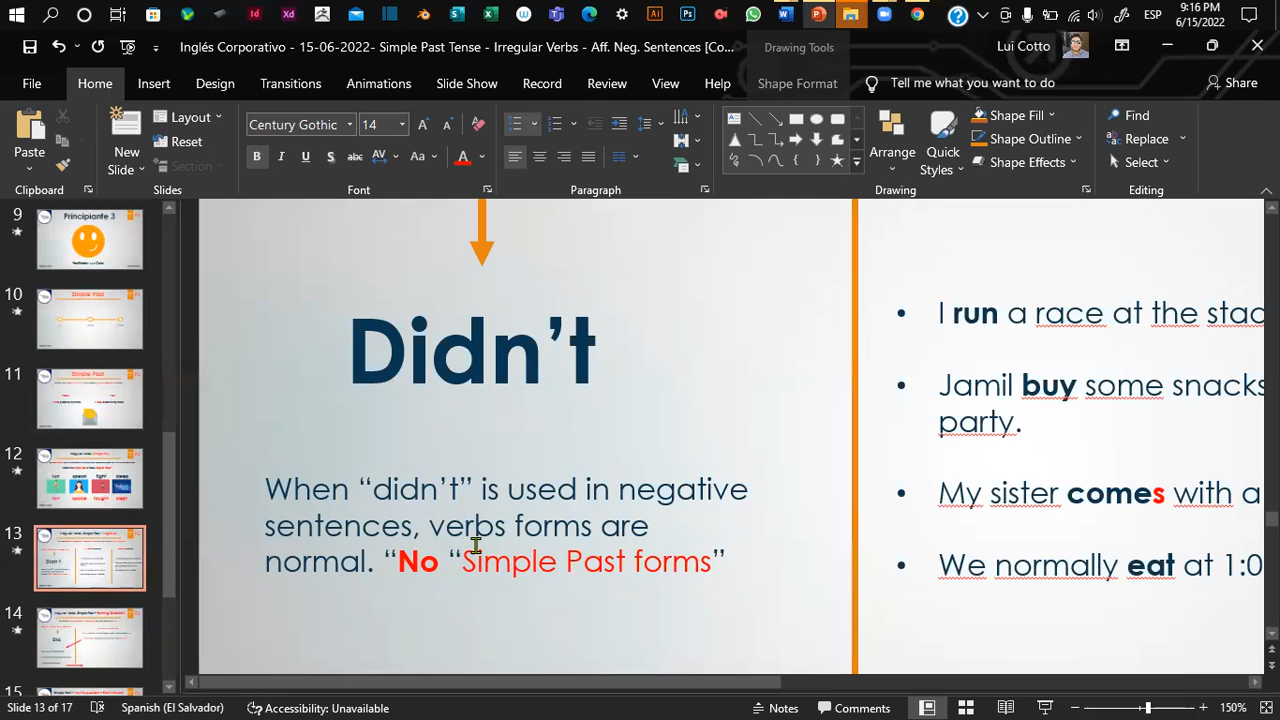 9:16 PM
ESP
6/15/2022
Inglés Corporativo - 15-06-2022- Simple Past Tense - Irregular Verbs - Aff. Neg. Sentences [Co...
Drawing Tools
Lui Cotto
File Home Insert Design Transitions Animations Slide Show Record Review View Help Shape Format Tell me what you want to do Share
Paste
Clipboard
New Slide
Layout
Reset
Section
Slides
Century Gothic 14
Font
Paragraph
Arrange
Quick Styles
Shape Fill
Shape Outline
Shape Effects
Drawing
Find
Replace
Select
Editing
9
Principiante 3
10
Simple Past
11
Simple Past
12
13
14
15
Didn’t
When “didn’t” is used in negative
sentences, verbs forms are
normal. “No “Simple Past forms”
• I run a race at the stad
• Jamil buy some snacks
party.
• My sister comes with a
• We normally eat at 1:0
Slide 13 of 17
Spanish (El Salvador)
Accessibility: Unavailable
Notes
Comments
150%